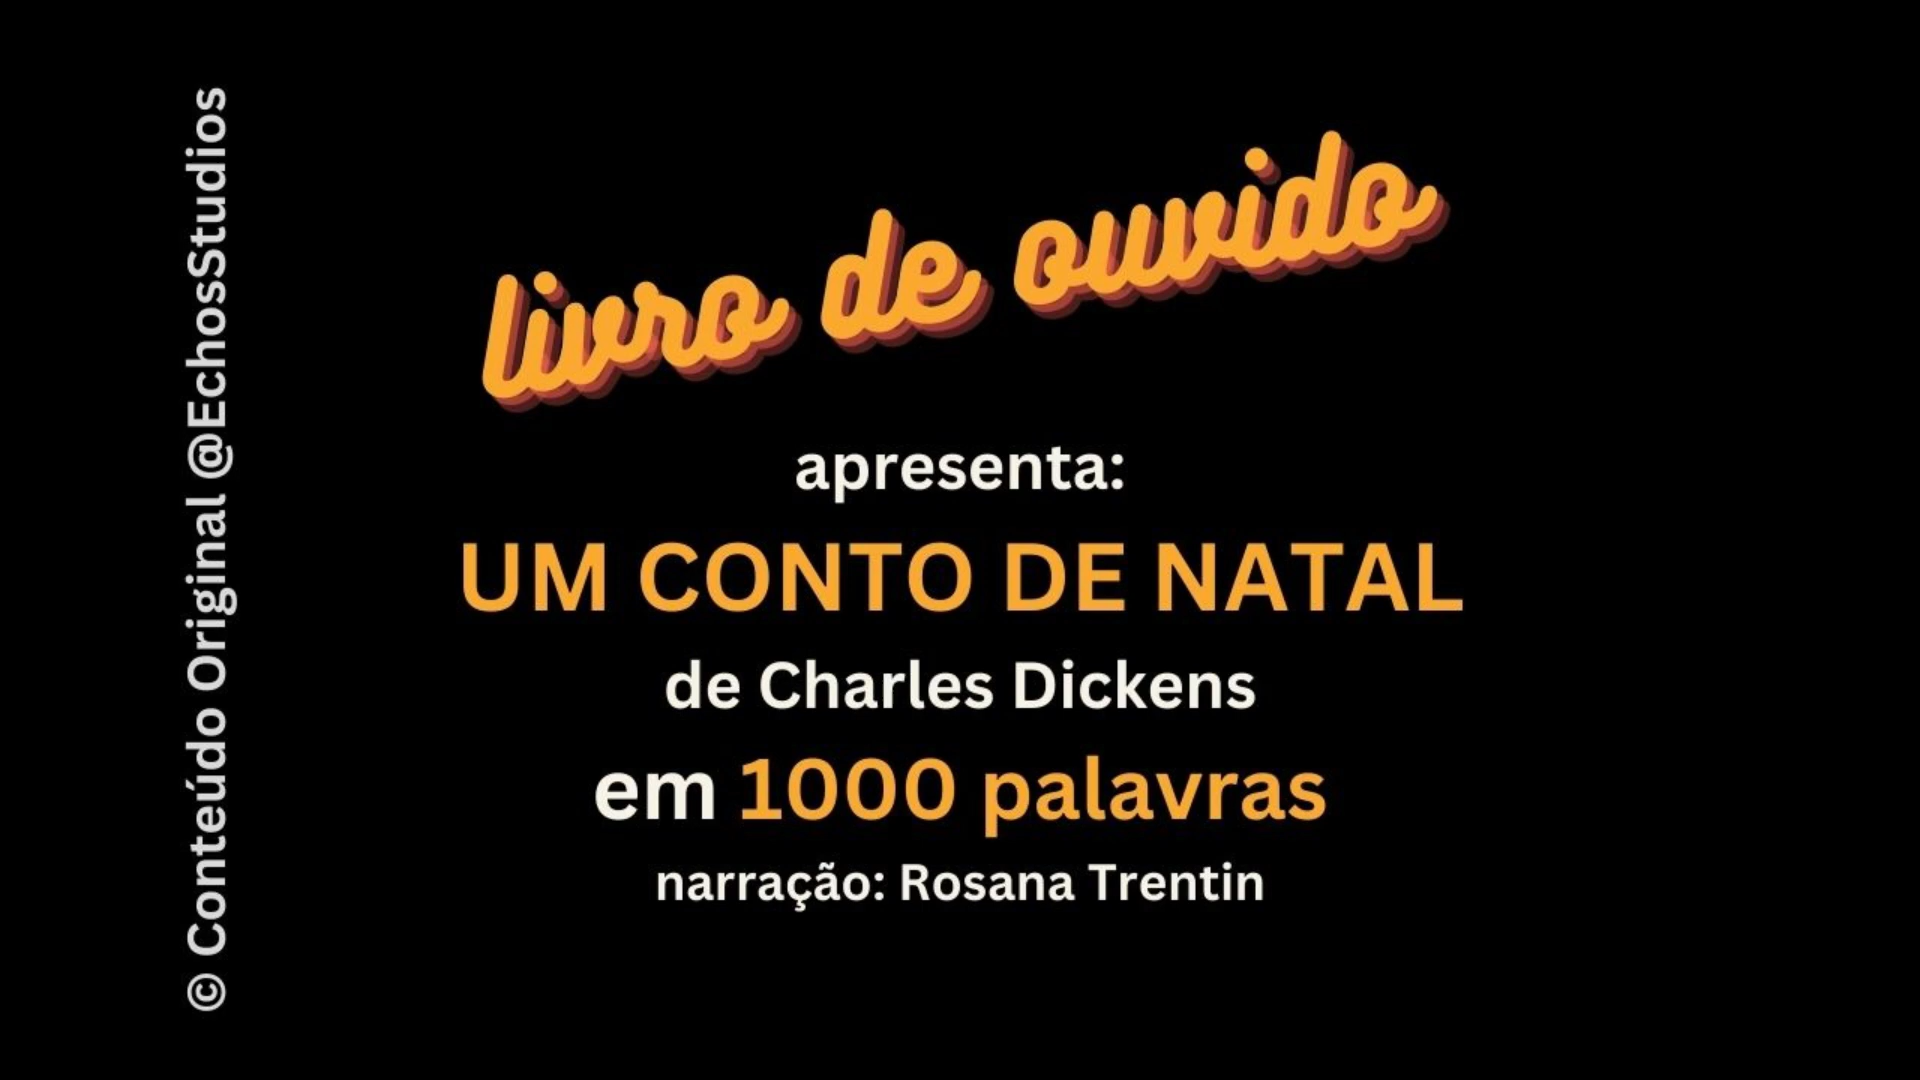 © Conteúdo Original @EchosStudios
livro de ouvido
apresenta:
UM CONTO DE NATAL
de Charles Dickens
em 1000 palavras
narração: Rosana Trentin